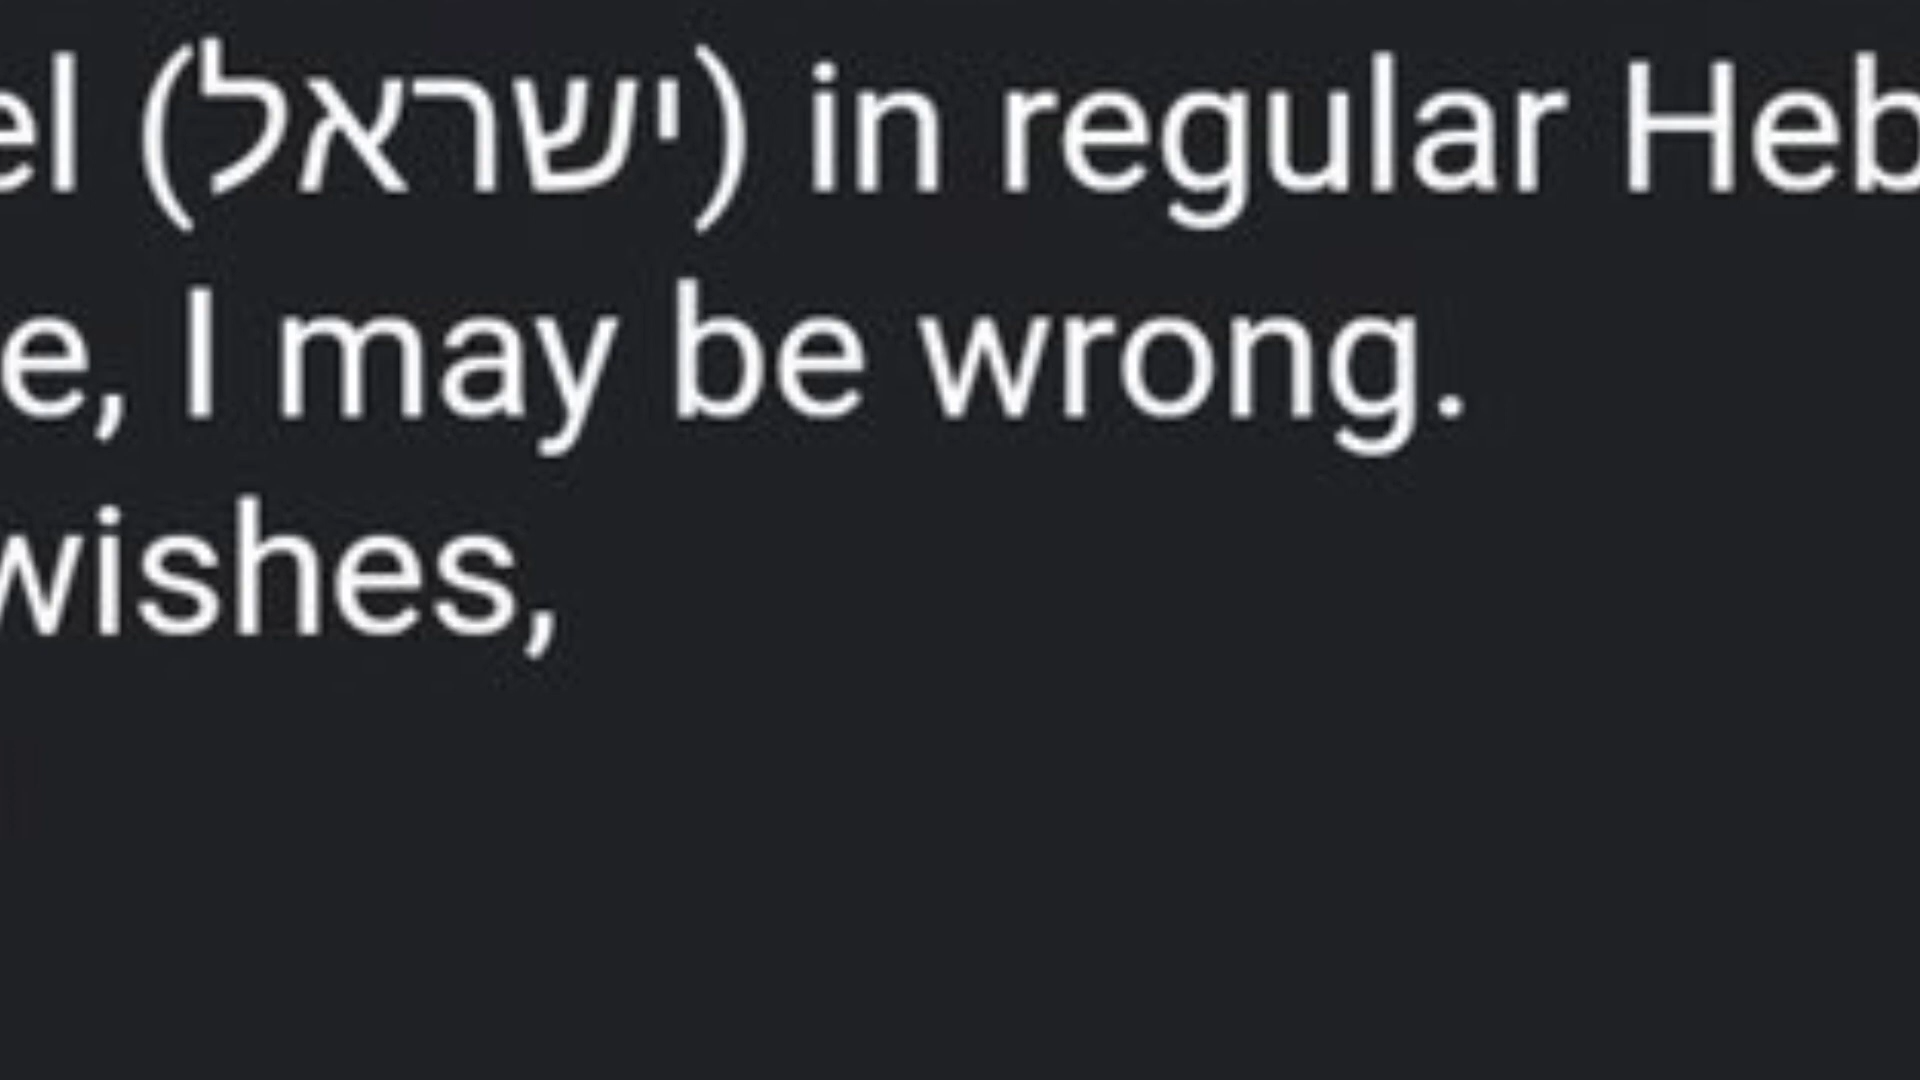 el (ישראל) in regular Heb
e, I may be wrong.
wishes,